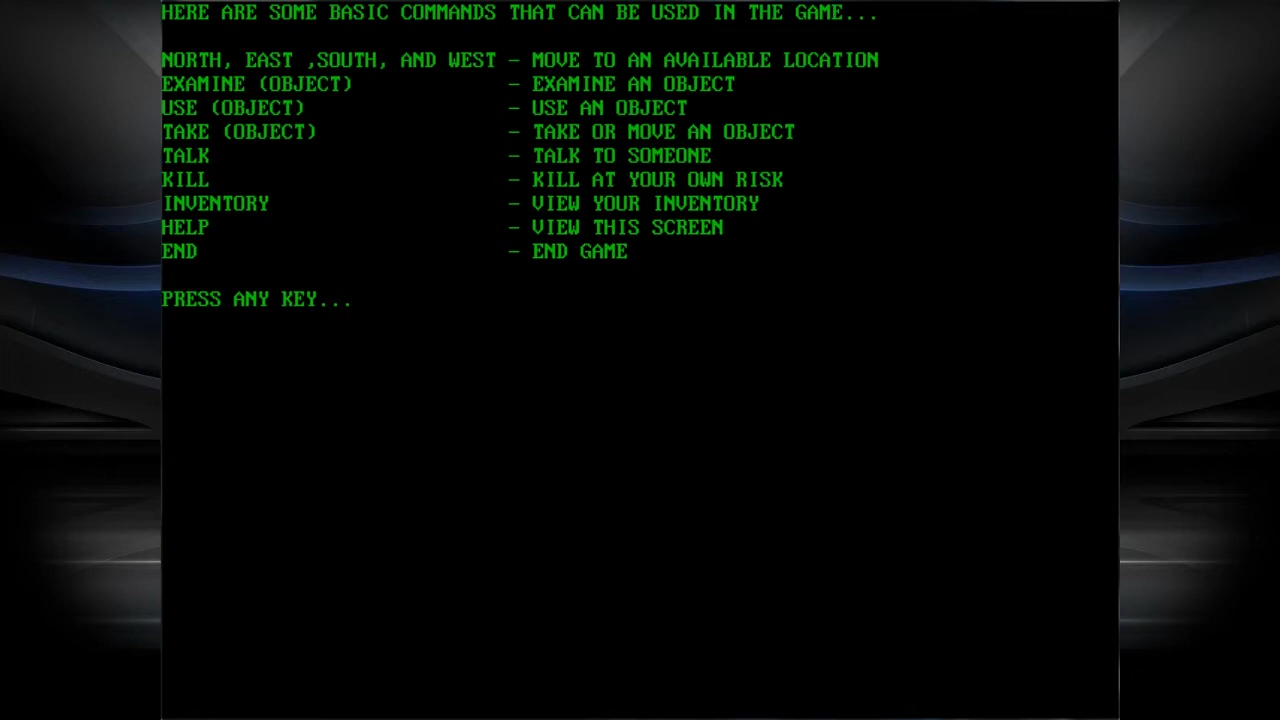 HERE ARE SOME BASIC COMMANDS THAT CAN BE USED IN THE GAME...
NORTH, EAST ,SOUTH, AND WEST - MOVE TO AN AVAILABLE LOCATION
EXAMINE (OBJECT) - EXAMINE AN OBJECT
USE (OBJECT) - USE AN OBJECT
TAKE (OBJECT) - TAKE OR MOVE AN OBJECT
TALK - TALK TO SOMEONE
KILL - KILL AT YOUR OWN RISK
INVENTORY - VIEW YOUR INVENTORY
HELP - VIEW THIS SCREEN
END - END GAME
PRESS ANY KEY...